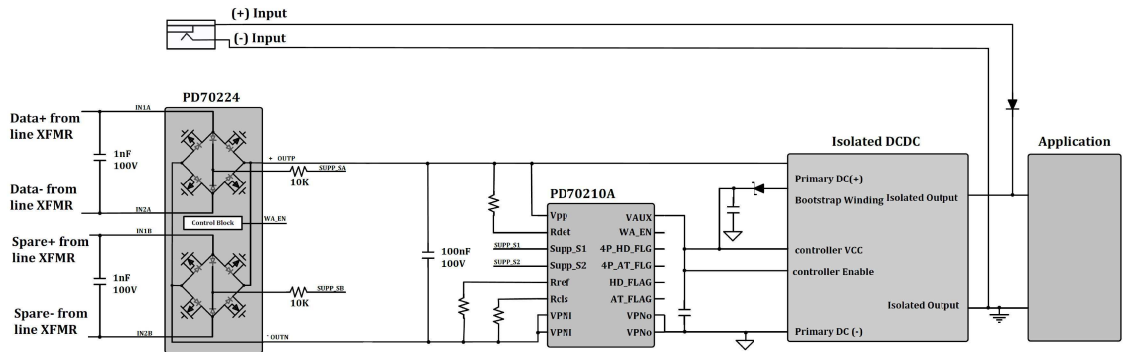 (+) Input
(-) Input
PD70224
Data+ from
line XFMR
IN1A
1nF
100V
+ OUTP
SUPP_SA
10K
Data- from
line XFMR
IN2A
Control Block
WA_EN
Spare+ from
line XFMR
IN1B
1nF
100V
SUPP_SB
10K
Spare- from
line XFMR
IN2B
- OUTN
100nF
100V
PD70210A
Vpp
VAUX
Rdet
WA_EN
SUPP_S1
Supp_S1
4P_HD_FLG
SUPP_S2
Supp_S2
4P_AT_FLG
Rref
HD_FLAG
Rcls
AT_FLAG
VPNI
VPNo
VPNI
VPNo
Isolated DCDC
Primary DC(+)
Bootstrap Winding
Isolated Output
controller VCC
controller Enable
Isolated Output
Primary DC (-)
Application